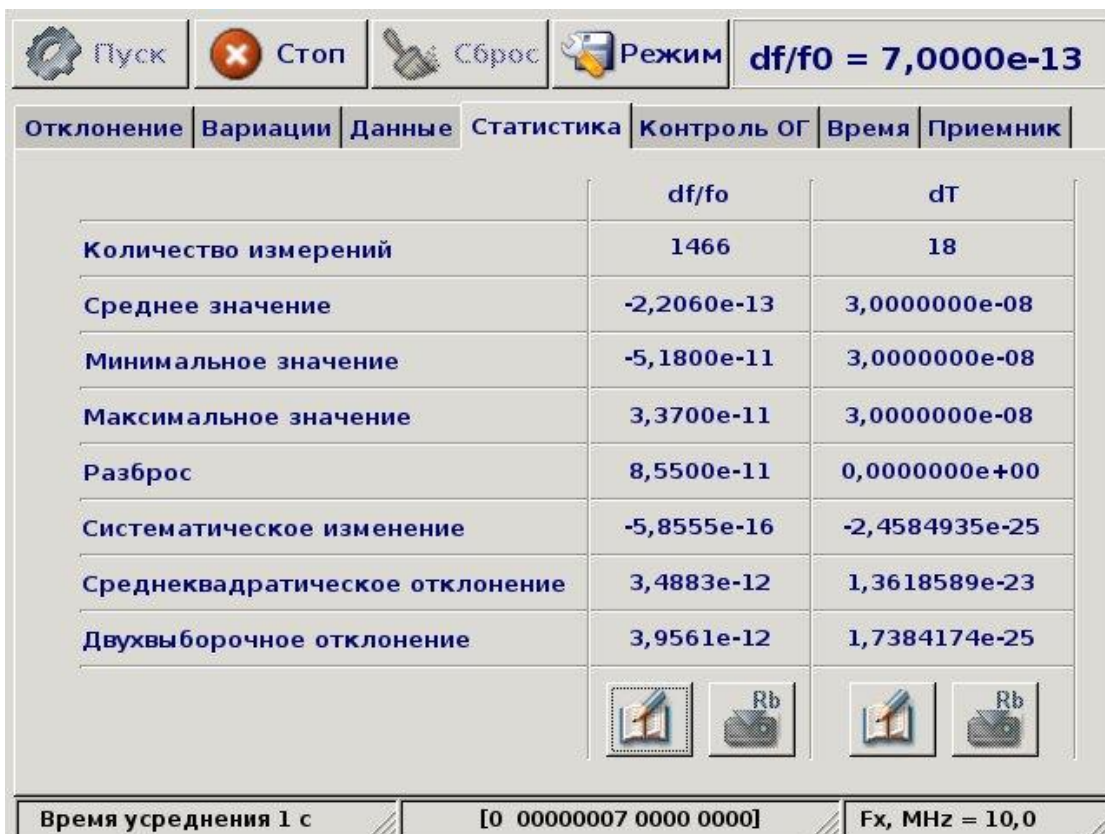 Пуск Стоп Сброс Режим df/f0 = 7,0000e-13
Отклонение Вариации Данные Статистика Контроль ОГ Время Приемник
df/fo dT
Количество измерений 1466 18
Среднее значение -2,2060e-13 3,0000000e-08
Минимальное значение -5,1800e-11 3,0000000e-08
Максимальное значение 3,3700e-11 3,0000000e-08
Разброс 8,5500e-11 0,0000000e+00
Систематическое изменение -5,8555e-16 -2,4584935e-25
Среднеквадратическое отклонение 3,4883e-12 1,3618589e-23
Двухвыборочное отклонение 3,9561e-12 1,7384174e-25
Rb Rb
Время усреднения 1 с [0 00000007 0000 0000] Fx, MHz = 10,0